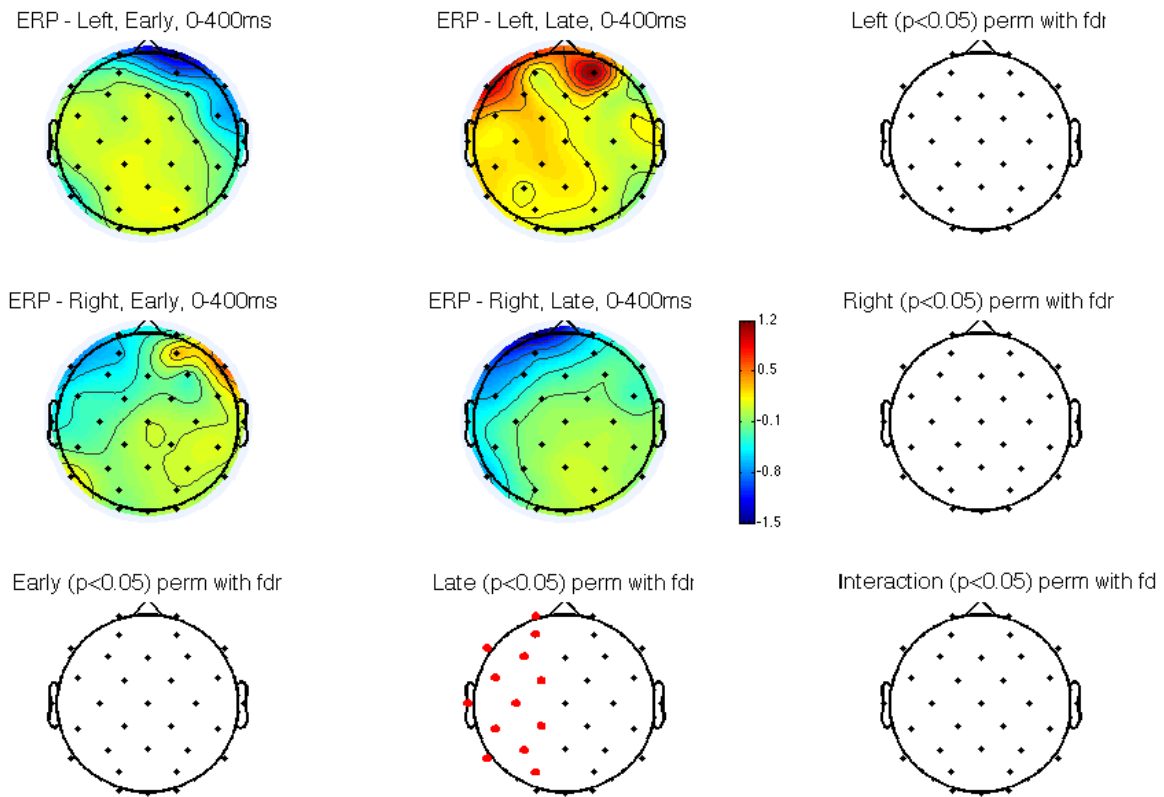 ERP - Left, Early, 0-400ms
ERP - Left, Late, 0-400ms
Left (p<0.05) perm with fdr
ERP - Right, Early, 0-400ms
ERP - Right, Late, 0-400ms
Right (p<0.05) perm with fdr
1.2
0.5
-0.1
-0.8
-1.5
Early (p<0.05) perm with fdr
Late (p<0.05) perm with fdr
Interaction (p<0.05) perm with fd